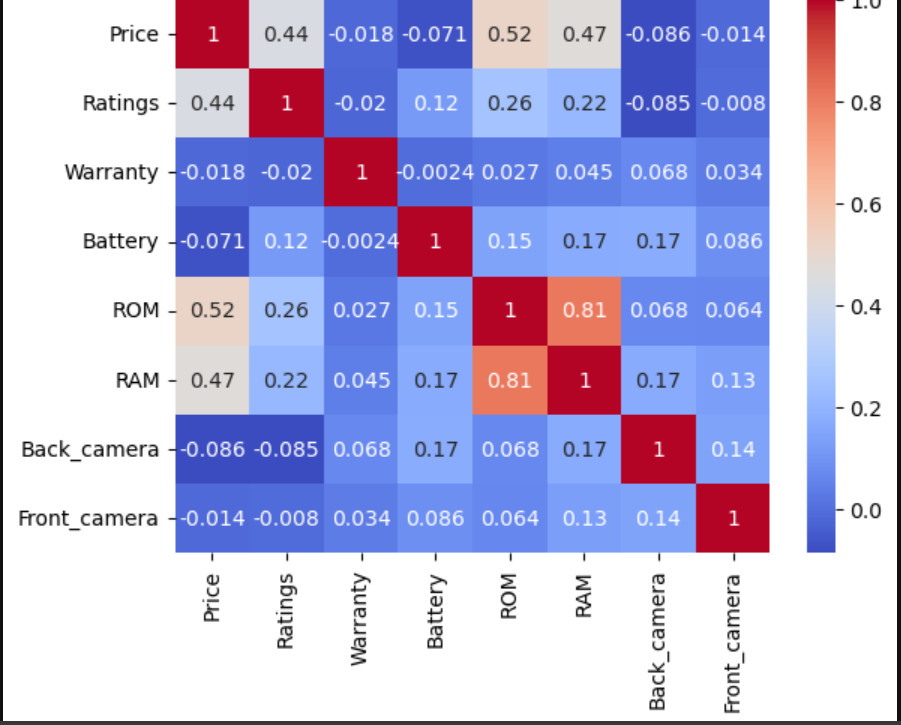 1.0
Price 1 0.44 -0.018 -0.071 0.52 0.47 -0.086 -0.014
Ratings 0.44 1 -0.02 0.12 0.26 0.22 -0.085 -0.008
0.8
Warranty -0.018 -0.02 1 -0.0024 0.027 0.045 0.068 0.034
0.6
Battery -0.071 0.12 -0.0024 1 0.15 0.17 0.17 0.086
ROM 0.52 0.26 0.027 0.15 1 0.81 0.068 0.064
0.4
RAM 0.47 0.22 0.045 0.17 0.81 1 0.17 0.13
0.2
Back_camera -0.086 -0.085 0.068 0.17 0.068 0.17 1 0.14
Front_camera -0.014 -0.008 0.034 0.086 0.064 0.13 0.14 1
0.0
Price
Ratings
Warranty
Battery
ROM
RAM
Back_camera
Front_camera